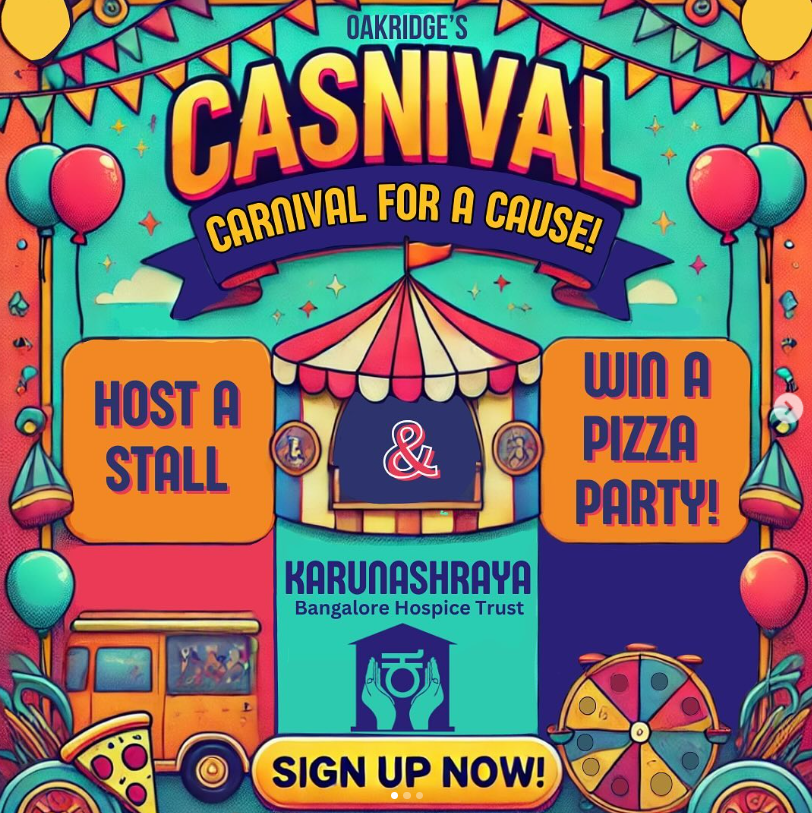 OAKRIDGE'S
CASNIVAL
CARNIVAL FOR A CAUSE!
HOST A
STALL
&
WIN A
PIZZA
PARTY!
KARUNASHRAYA
Bangalore Hospice Trust
SIGN UP NOW!